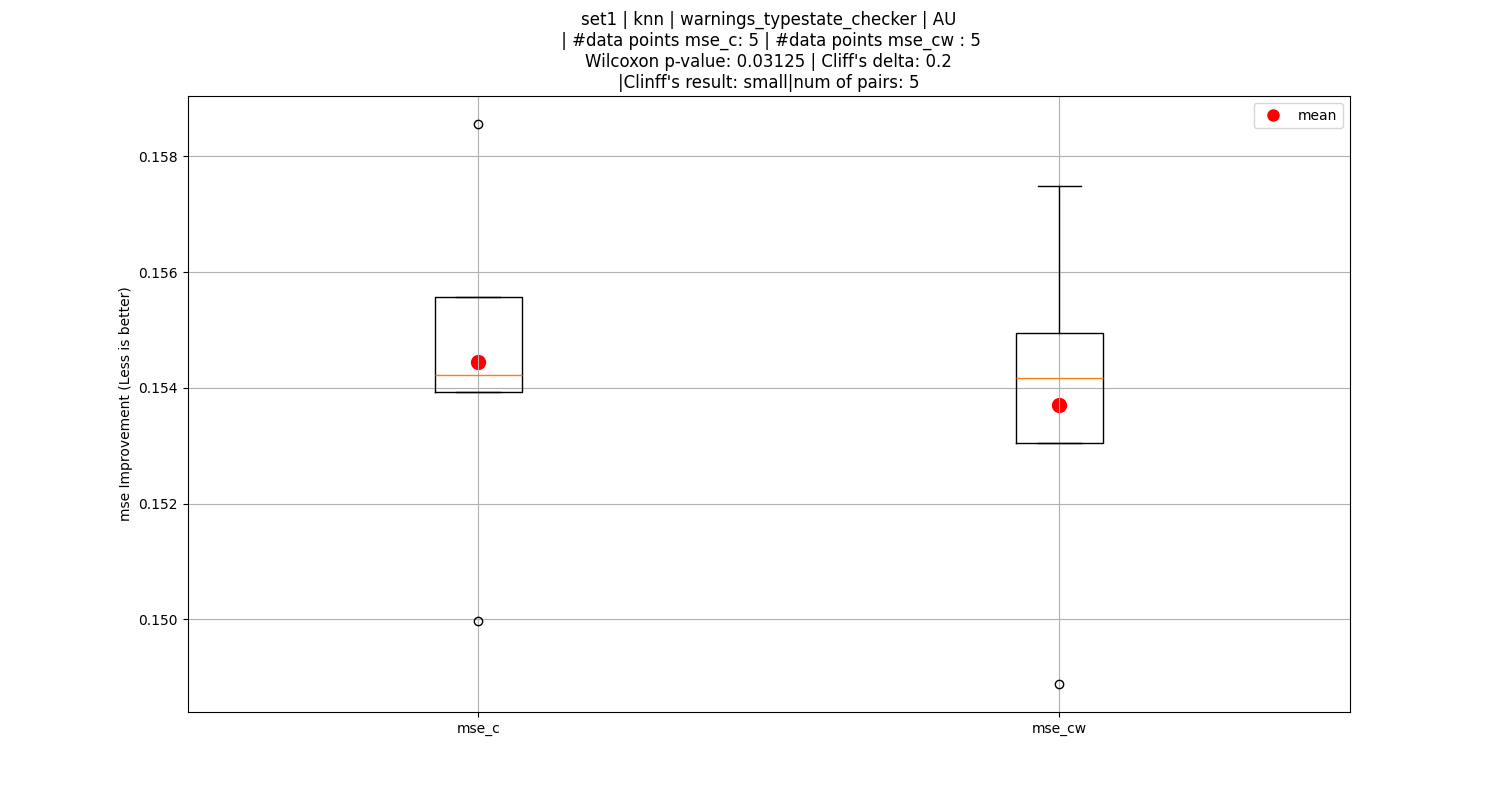 set1 | knn | warnings_typestate_checker | AU
| #data points mse_c: 5 | #data points mse_cw : 5
Wilcoxon p-value: 0.03125 | Cliff's delta: 0.2
|Clinff's result: small|num of pairs: 5
mean
0.158
0.156
0.154
0.152
0.150
mse Improvement (Less is better)
mse_c
mse_cw